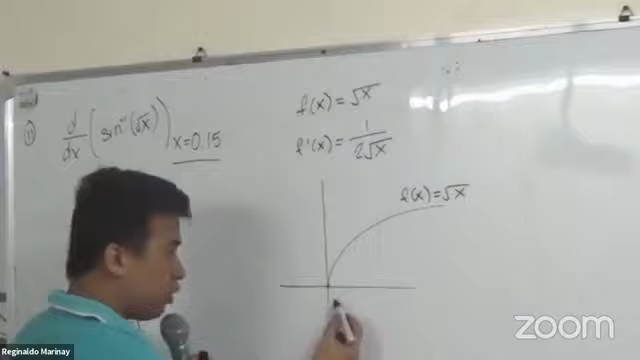 11 d/dx (sin⁻¹(√x)) x=0.15
f(x) = √x
f'(x) = 1/2√x
f(x)=√x
zoom
Reginaldo Marinay